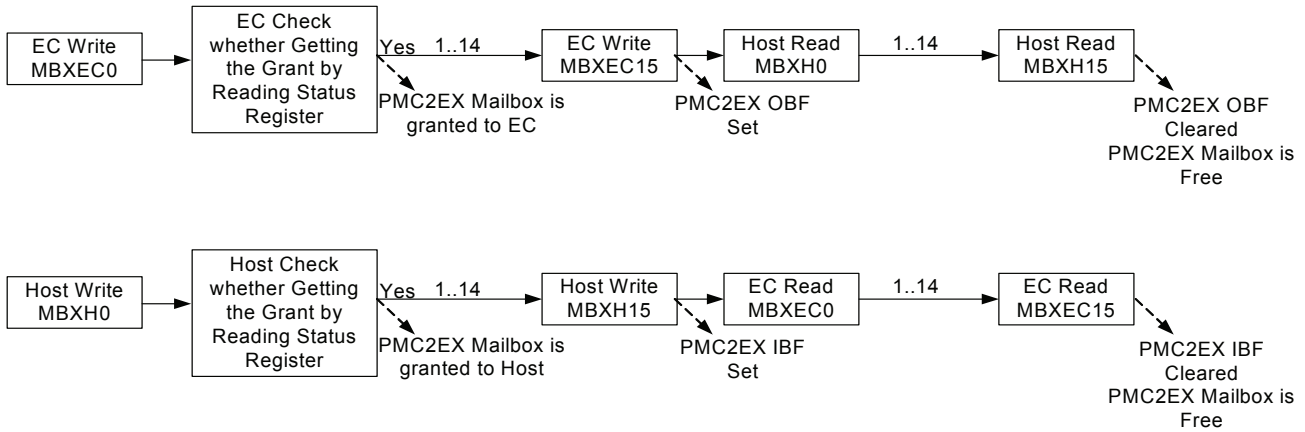 EC Write
MBXEC0
EC Check
whether Getting
the Grant by
Reading Status
Register
Yes 1..14
PMC2EX Mailbox is
granted to EC
EC Write
MBXEC15
PMC2EX OBF
Set
Host Read
MBXH0
1..14
Host Read
MBXH15
PMC2EX OBF
Cleared
PMC2EX Mailbox is
Free
Host Write
MBXH0
Host Check
whether Getting
the Grant by
Reading Status
Register
Yes 1..14
PMC2EX Mailbox is
granted to Host
Host Write
MBXH15
PMC2EX IBF
Set
EC Read
MBXEC0
1..14
EC Read
MBXEC15
PMC2EX IBF
Cleared
PMC2EX Mailbox is
Free